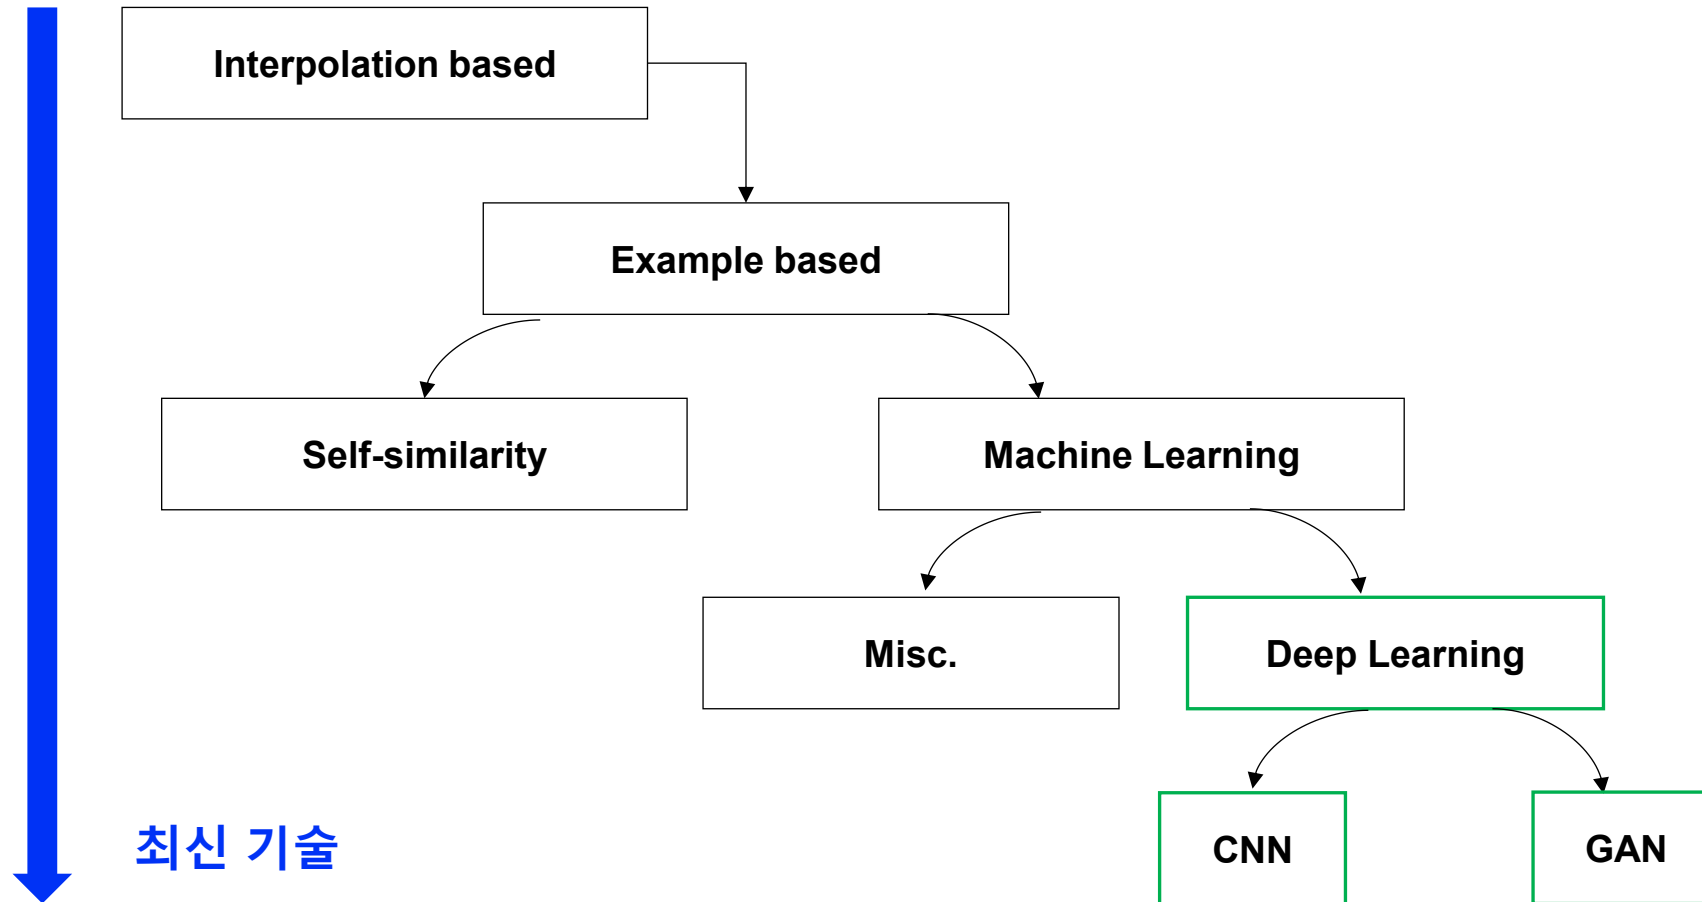 Interpolation based
Example based
Self-similarity
Machine Learning
Misc.
Deep Learning
최신 기술
CNN
GAN